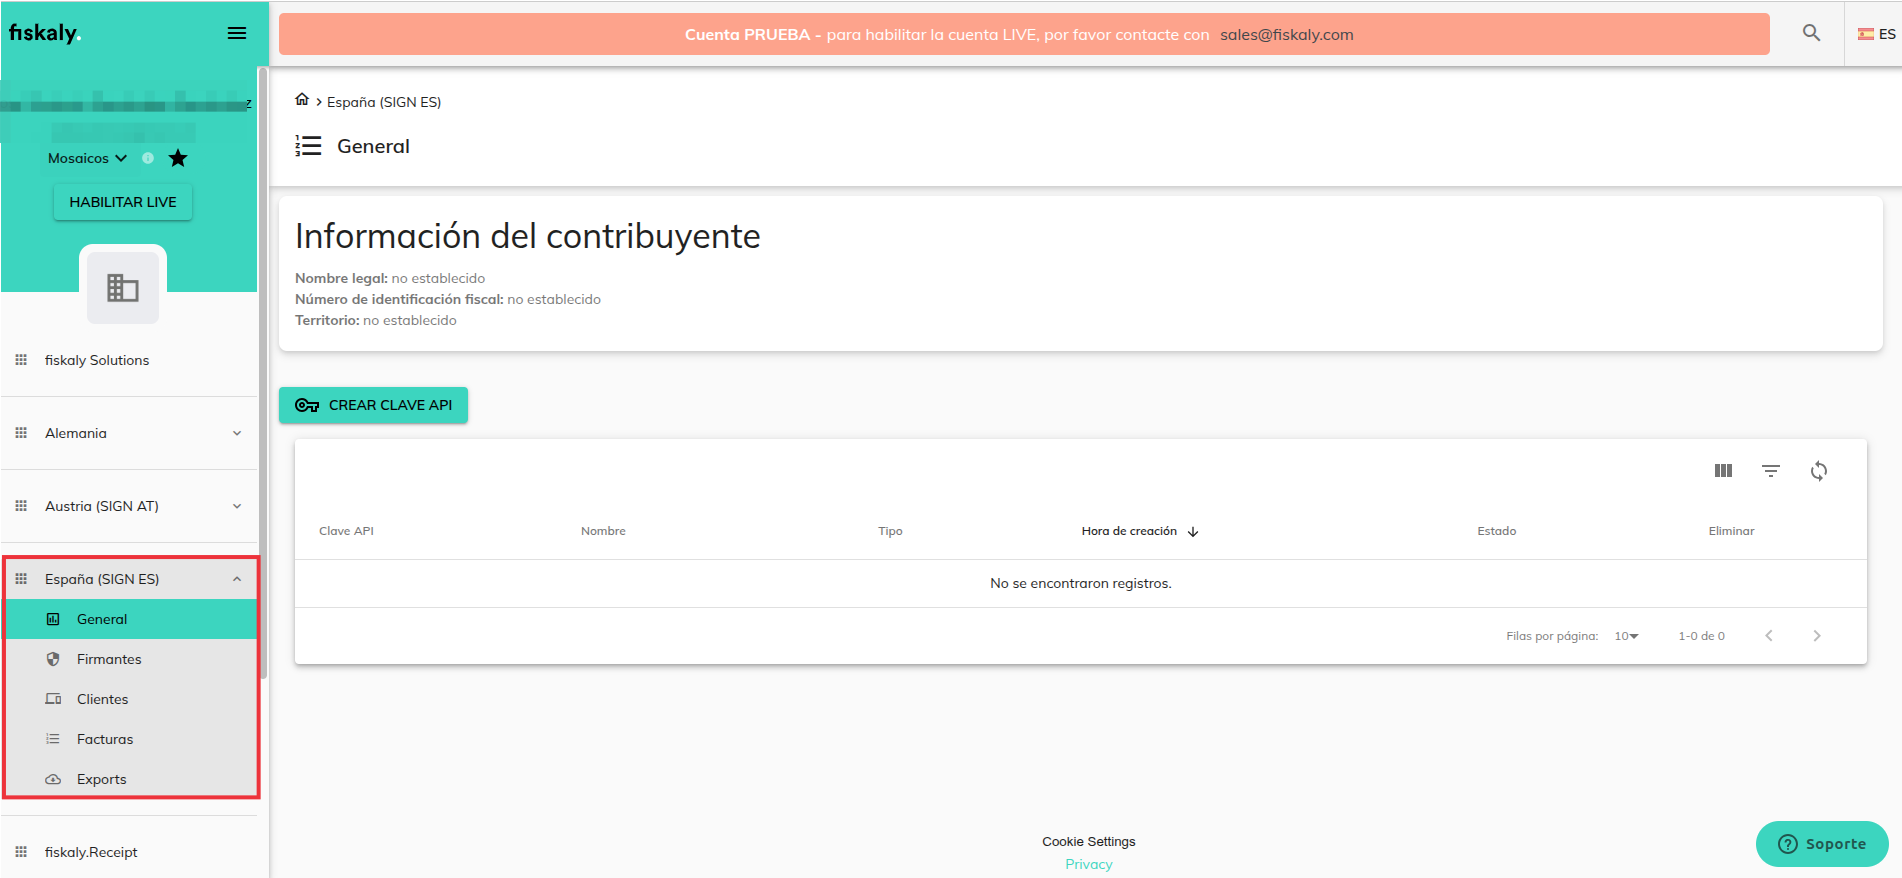 fiskaly.
Cuenta PRUEBA - para habilitar la cuenta LIVE, por favor contacte con sales@fiskaly.com
ES
z
Mosaicos
HABILITAR LIVE
España (SIGN ES)
General
Información del contribuyente
Nombre legal: no establecido
Número de identificación fiscal: no establecido
Territorio: no establecido
fiskaly Solutions
Alemania
Austria (SIGN AT)
España (SIGN ES)
General
Firmantes
Clientes
Facturas
Exports
fiskaly.Receipt
CREAR CLAVE API
Clave API Nombre Tipo Hora de creación Estado Eliminar
No se encontraron registros.
Filas por página: 10 1-0 de 0
Cookie Settings
Privacy
Soporte